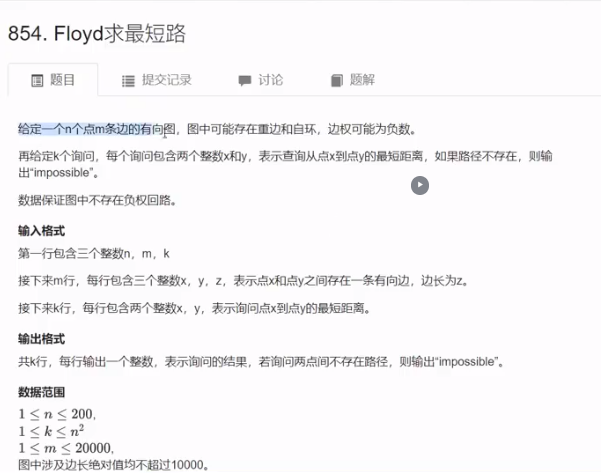 854. Floyd求最短路
题目 提交记录 讨论 题解
给定一个n个点m条边的有向图，图中可能存在重边和自环，边权可能为负数。
再给定k个询问，每个询问包含两个整数x和y，表示查询从点x到点y的最短距离，如果路径不存在，则输
出“impossible”。
数据保证图中不存在负权回路。
输入格式
第一行包含三个整数n，m，k
接下来m行，每行包含三个整数x，y，z，表示点x和点y之间存在一条有向边，边长为z。
接下来k行，每行包含两个整数x，y，表示询问点x到点y的最短距离。
输出格式
共k行，每行输出一个整数，表示询问的结果，若询问两点间不存在路径，则输出“impossible”。
数据范围
1 ≤ n ≤ 200,
1 ≤ k ≤ n²
1 ≤ m ≤ 20000,
图中涉及边长绝对值均不超过10000。